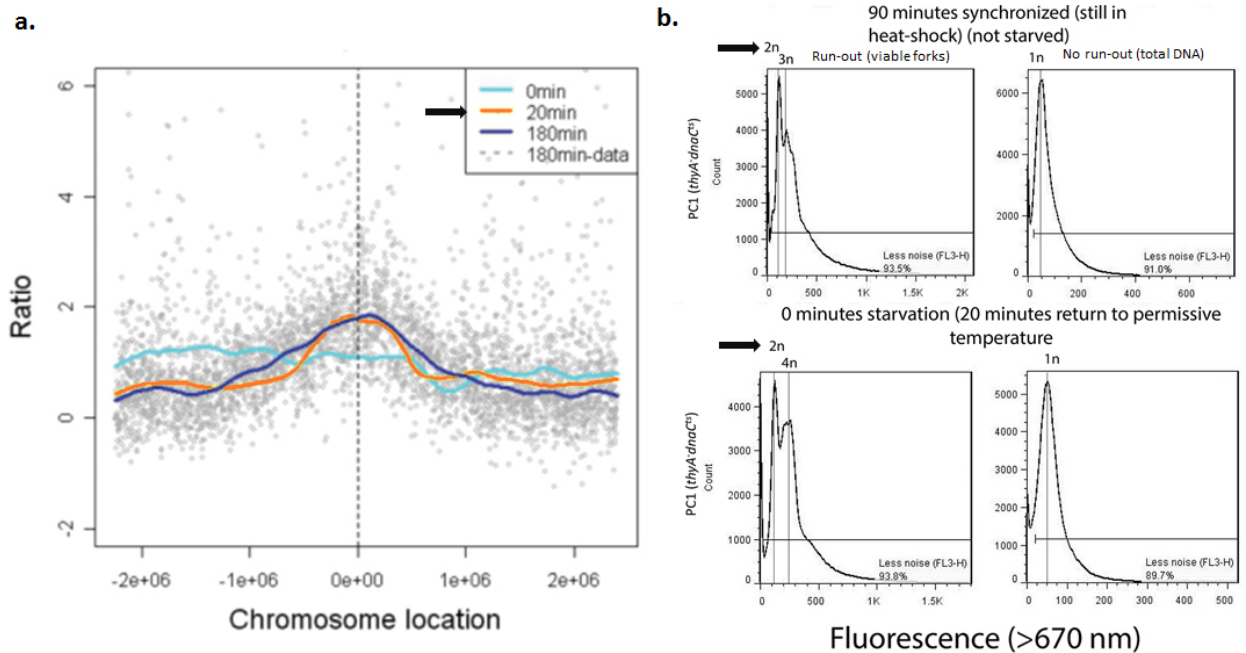 a.
6
4
2
0
-2
Ratio
0min
20min
180min
180min-data
-2e+06 -1e+06 0e+00 1e+06 2e+06
Chromosome location
b.
90 minutes synchronized (still in
heat-shock) (not starved)
2n
3n
Run-out (viable forks)
5000
4000
3000
2000
1000
0
PC1 (thyA-dnaCts)
Count
Less noise (FL3-H)
93.5%
0 500 1K 1.5K 2K
1n
No run-out (total DNA)
6000
4000
2000
0
Less noise (FL3-H)
91.0%
0 200 400 600
0 minutes starvation (20 minutes return to permissive
temperature
2n
4n
4000
3000
2000
1000
0
PC1 (thyA-dnaCts)
Count
Less noise (FL3-H)
93.8%
0 500 1K 1.5K
1n
5000
4000
3000
2000
1000
0
Less noise (FL3-H)
89.7%
0 100 200 300 400 500
Fluorescence (>670 nm)